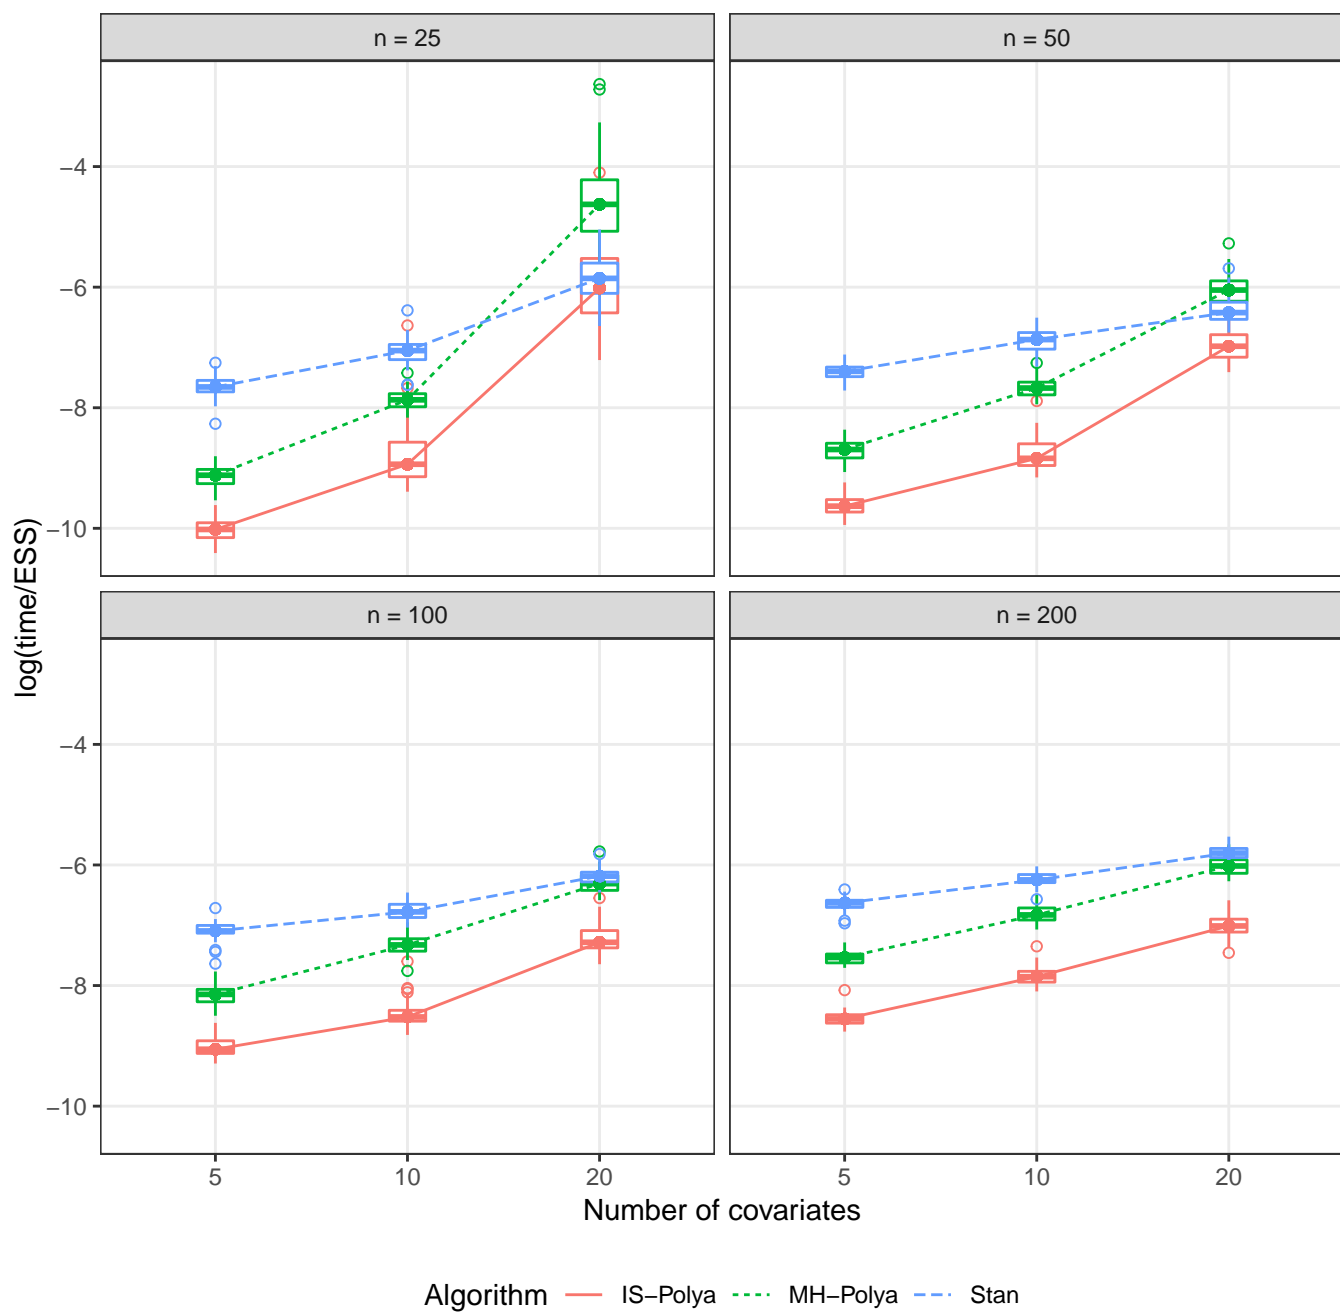 n = 25
n = 50
−4
−6
−8
−10
n = 100
n = 200
log(time/ESS)
−4
−6
−8
−10
5
10
20
5
10
20
Number of covariates
Algorithm IS−Polya MH−Polya Stan